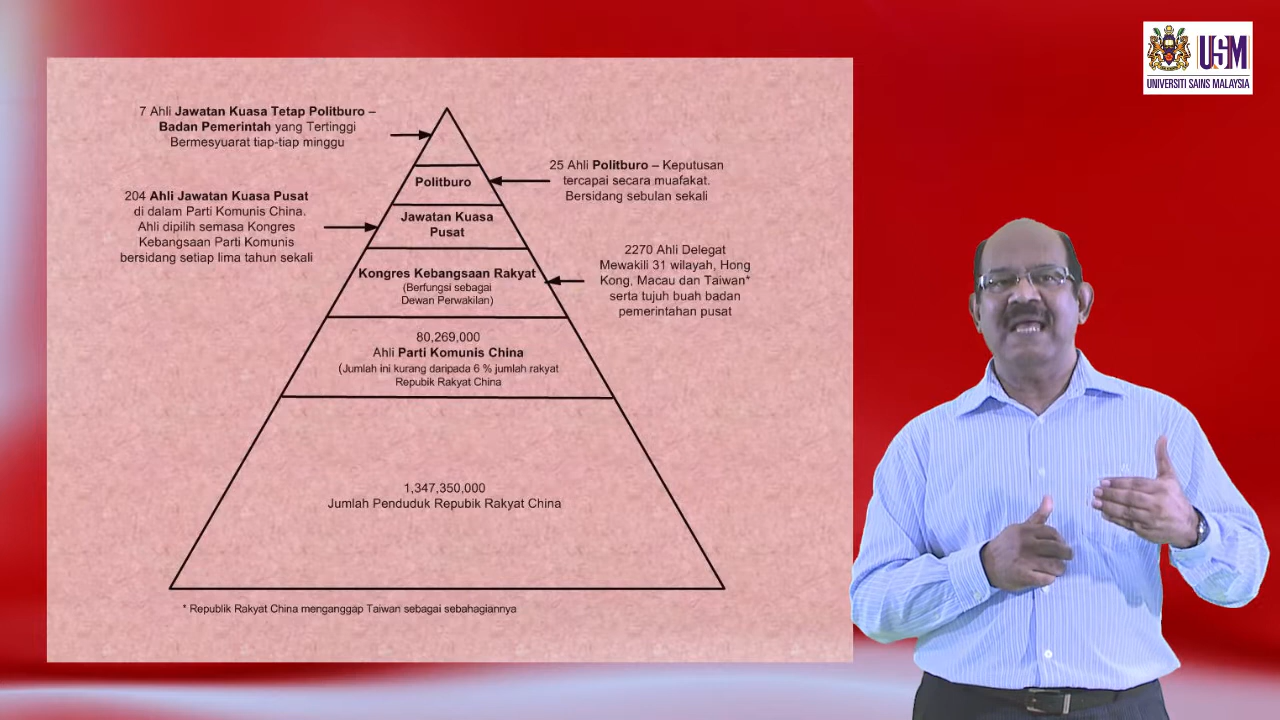 USM
UNIVERSITI SAINS MALAYSIA
7 Ahli Jawatan Kuasa Tetap Politburo –
Badan Pemerintah yang Tertinggi
Bermesyuarat tiap-tiap minggu
25 Ahli Politburo – Keputusan
tercapai secara muafakat.
Bersidang sebulan sekali
Politburo
204 Ahli Jawatan Kuasa Pusat
di dalam Parti Komunis China.
Ahli dipilih semasa Kongres
Kebangsaan Parti Komunis
bersidang setiap lima tahun sekali
Jawatan Kuasa
Pusat
2270 Ahli Delegat
Mewakili 31 wilayah, Hong
Kong, Macau dan Taiwan*
serta tujuh buah badan
pemerintahan pusat
Kongres Kebangsaan Rakyat
(Berfungsi sebagai
Dewan Perwakilan)
80,269,000
Ahli Parti Komunis China
(Jumlah ini kurang daripada 6 % jumlah rakyat
Repubik Rakyat China
1,347,350,000
Jumlah Penduduk Repubik Rakyat China
* Republik Rakyat China menganggap Taiwan sebagai sebahagiannya